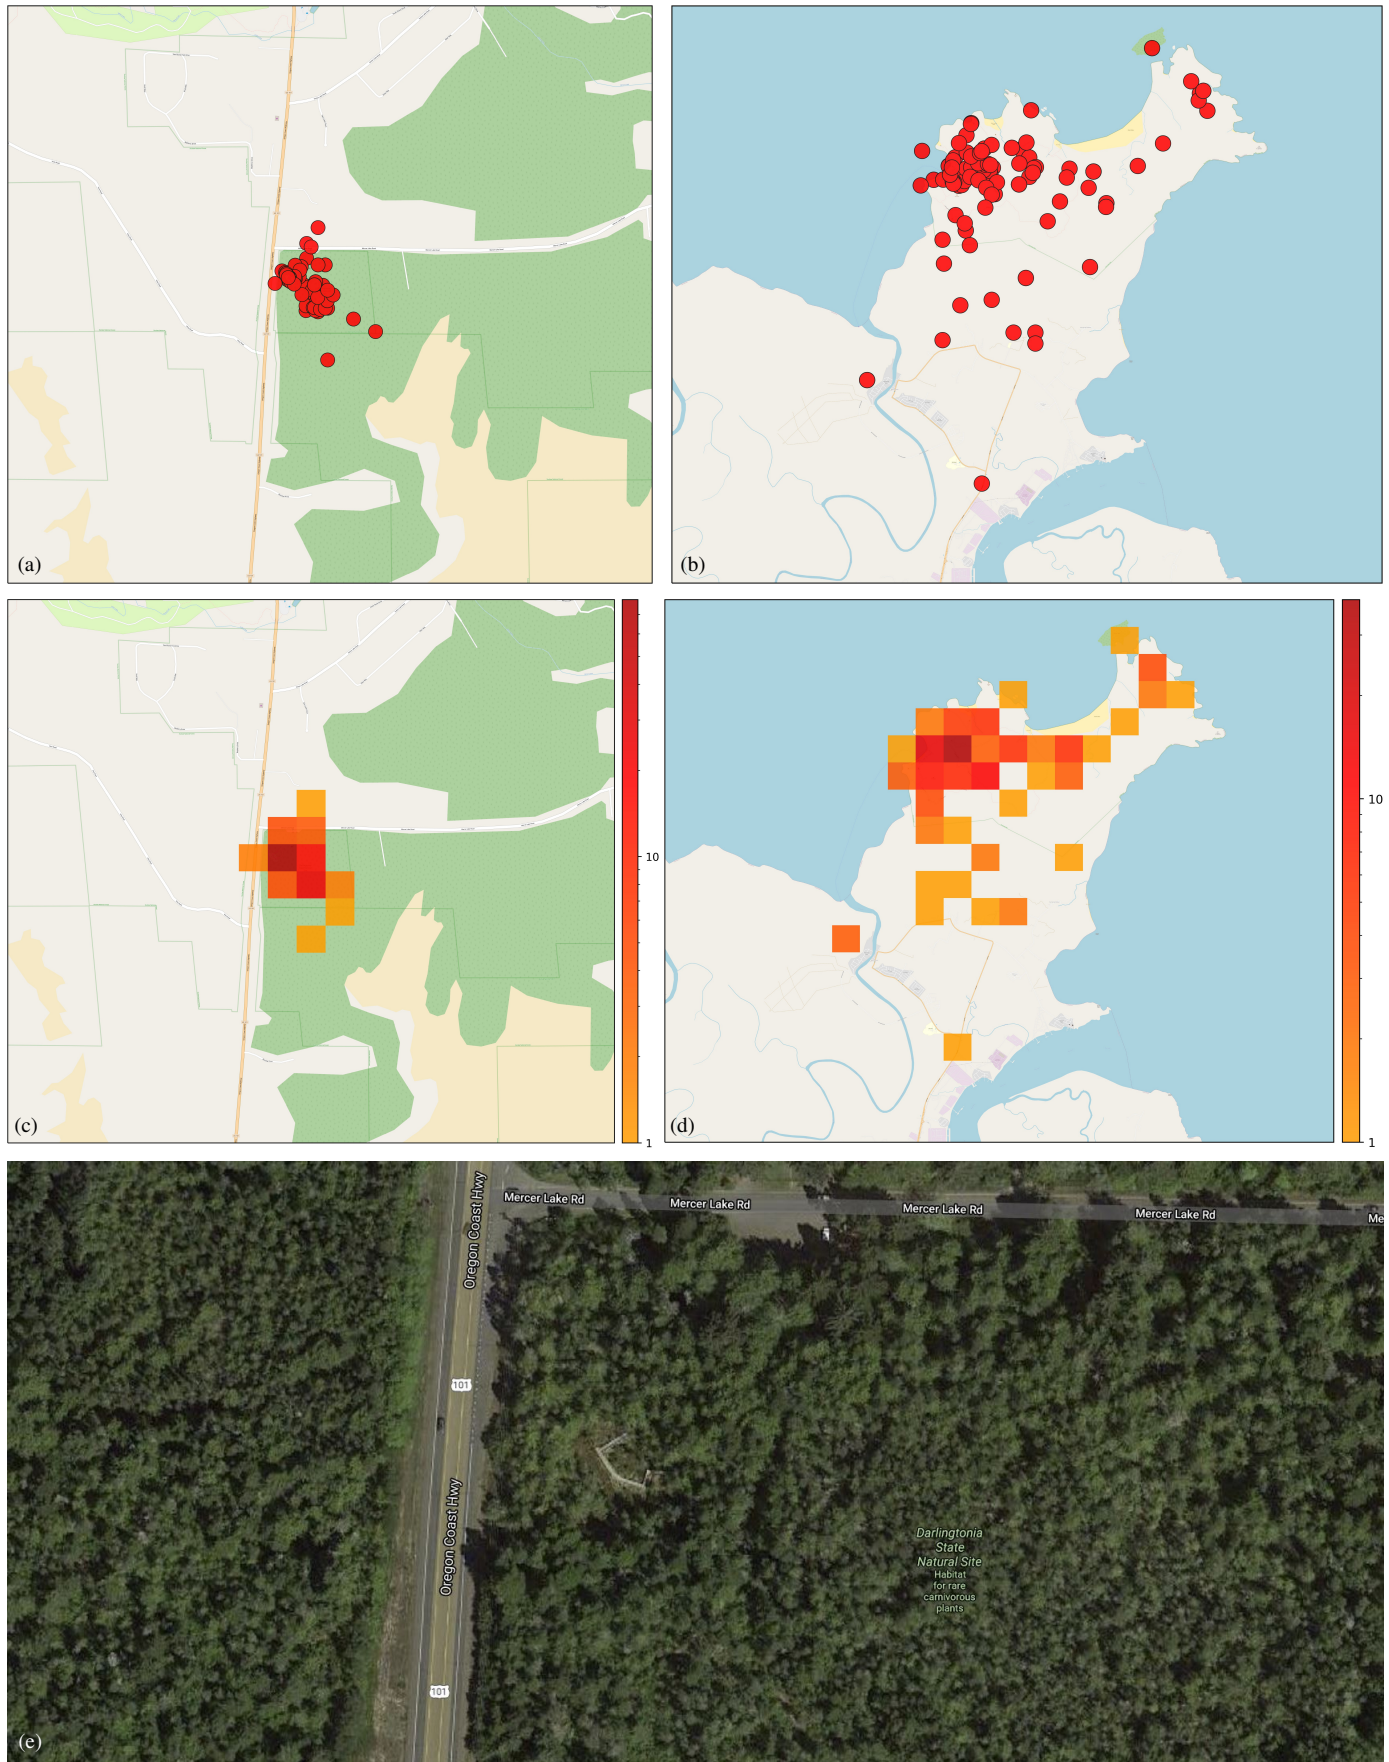 (a)
(b)
(c)
10
1
(d)
10
1
Oregon Coast Hwy
Mercer Lake Rd
Mercer Lake Rd
Mercer Lake Rd
Mercer Lake Rd
Me
101
Oregon Coast Hwy
Darlingtonia
State
Natural Site
Habitat
for rare
carnivorous
plants
101
(e)